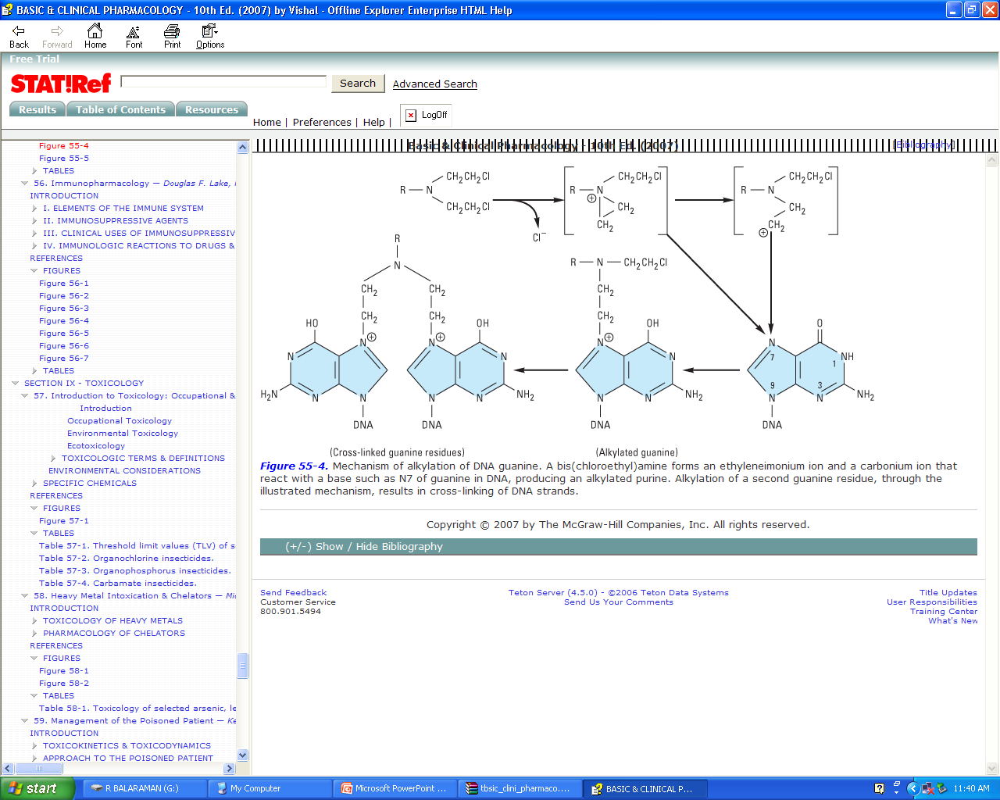 BASIC & CLINICAL PHARMACOLOGY - 10th Ed. (2007) by Vishal - Offline Explorer Enterprise HTML Help
Back Forward Home Font Print Options
Free Trial
STAT!Ref Search Advanced Search
Results Table of Contents Resources
Home | Preferences | Help | LogOff
Figure 55-4
Figure 55-5
TABLES
56. Immunopharmacology — Douglas F. Lake,
INTRODUCTION
I. ELEMENTS OF THE IMMUNE SYSTEM
II. IMMUNOSUPPRESSIVE AGENTS
III. CLINICAL USES OF IMMUNOSUPPRESSIV
IV. IMMUNOLOGIC REACTIONS TO DRUGS &
REFERENCES
FIGURES
Figure 56-1
Figure 56-2
Figure 56-3
Figure 56-4
Figure 56-5
Figure 56-6
Figure 56-7
TABLES
SECTION IX - TOXICOLOGY
57. Introduction to Toxicology: Occupational &
Introduction
Occupational Toxicology
Environmental Toxicology
Ecotoxicology
TOXICOLOGIC TERMS & DEFINITIONS
ENVIRONMENTAL CONSIDERATIONS
SPECIFIC CHEMICALS
REFERENCES
FIGURES
Figure 57-1
TABLES
Table 57-1. Threshold limit values (TLV) of s
Table 57-2. Organochlorine insecticides.
Table 57-3. Organophosphorus insecticides.
Table 57-4. Carbamate insecticides.
58. Heavy Metal Intoxication & Chelators — Mi
INTRODUCTION
TOXICOLOGY OF HEAVY METALS
PHARMACOLOGY OF CHELATORS
REFERENCES
FIGURES
Figure 58-1
Figure 58-2
TABLES
Table 58-1. Toxicology of selected arsenic, le
59. Management of the Poisoned Patient — Ke
INTRODUCTION
TOXICOKINETICS & TOXICODYNAMICS
APPROACH TO THE POISONED PATIENT
Basic & Clinical Pharmacology - 10th Ed. (2007) [Bibliography]
CH₂CH₂Cl CH₂CH₂Cl CH₂CH₂Cl
R — N R — N R — N
⊕ CH₂ CH₂
CH₂CH₂Cl CH₂ ⊕ CH₂
Cl⁻
R
N R — N — CH₂CH₂Cl
CH₂ CH₂ CH₂
CH₂ CH₂ CH₂
HO OH OH O
N N ⊕ N ⊕ N N ⊕ N N 7 1 NH
H₂N N N N N NH₂ N N NH₂ 9 N 3 N NH₂
DNA DNA DNA DNA
(Cross-linked guanine residues) (Alkylated guanine)
Figure 55-4. Mechanism of alkylation of DNA guanine. A bis(chloroethyl)amine forms an ethyleneimonium ion and a carbonium ion that
react with a base such as N7 of guanine in DNA, producing an alkylated purine. Alkylation of a second guanine residue, through the
illustrated mechanism, results in cross-linking of DNA strands.
Copyright © 2007 by The McGraw-Hill Companies, Inc. All rights reserved.
(+/-) Show / Hide Bibliography
Send Feedback Teton Server (4.5.0) - ©2006 Teton Data Systems Title Updates
Customer Service Send Us Your Comments User Responsibilities
800.901.5494 Training Center
What's New
start R BALARAMAN (G:) My Computer Microsoft PowerPoint ... tbsic_clini_pharmaco.... BASIC & CLINICAL P... 11:40 AM